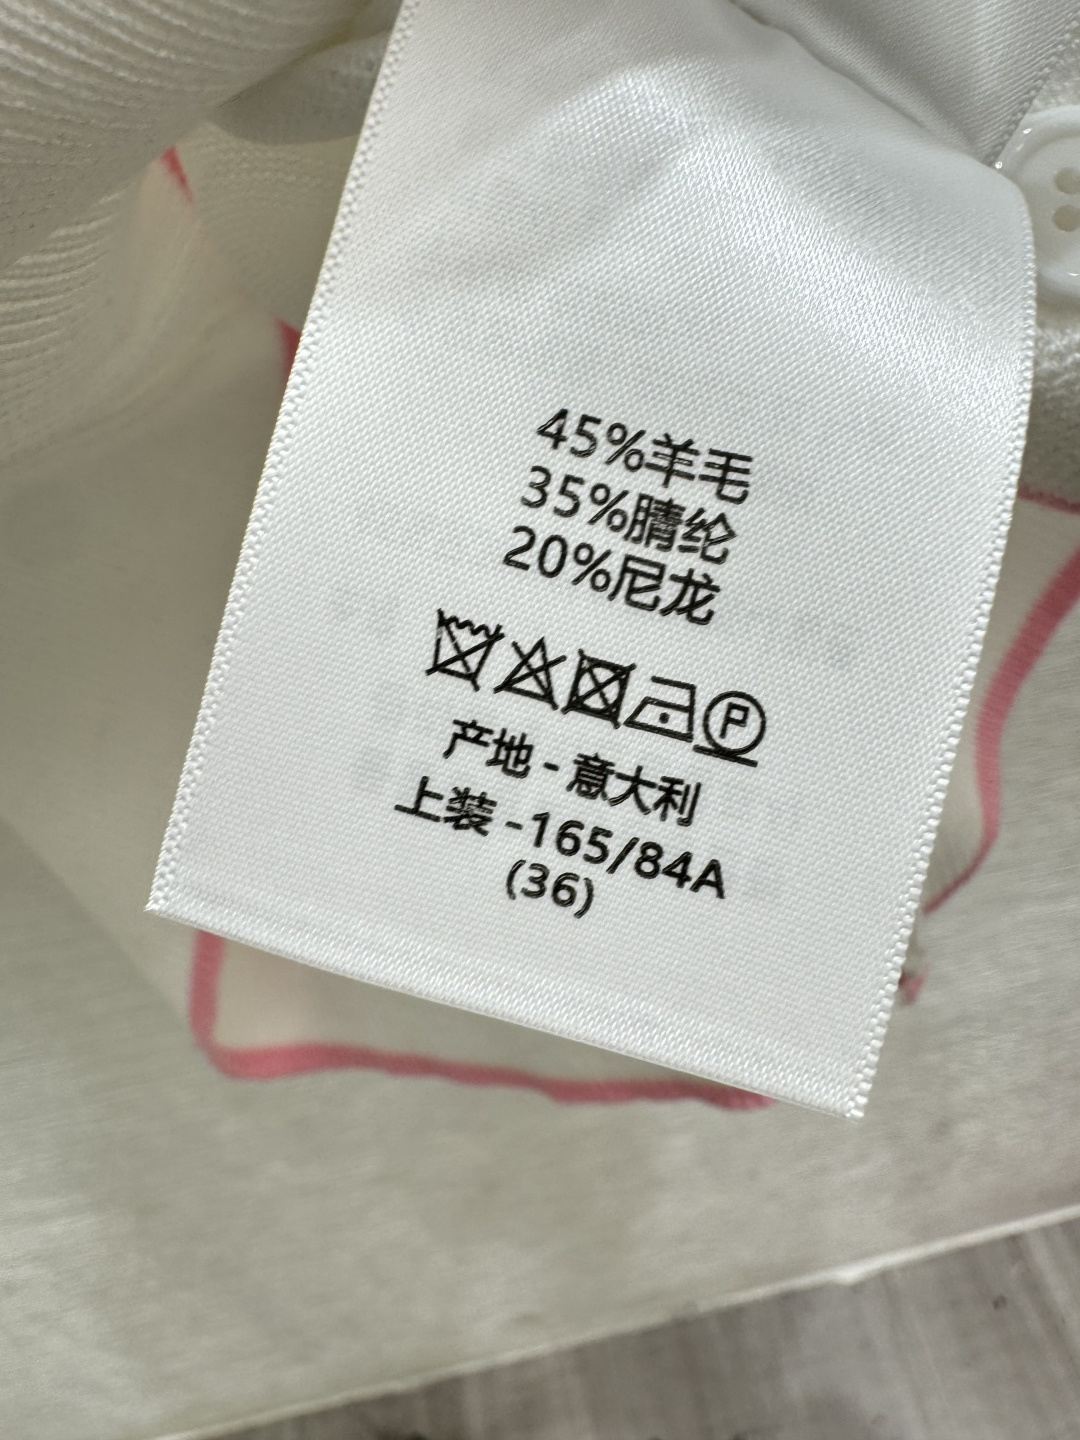 45%羊毛
35%腈纶
20%尼龙
P
产地 - 意大利
上装 -165/84A
(36)